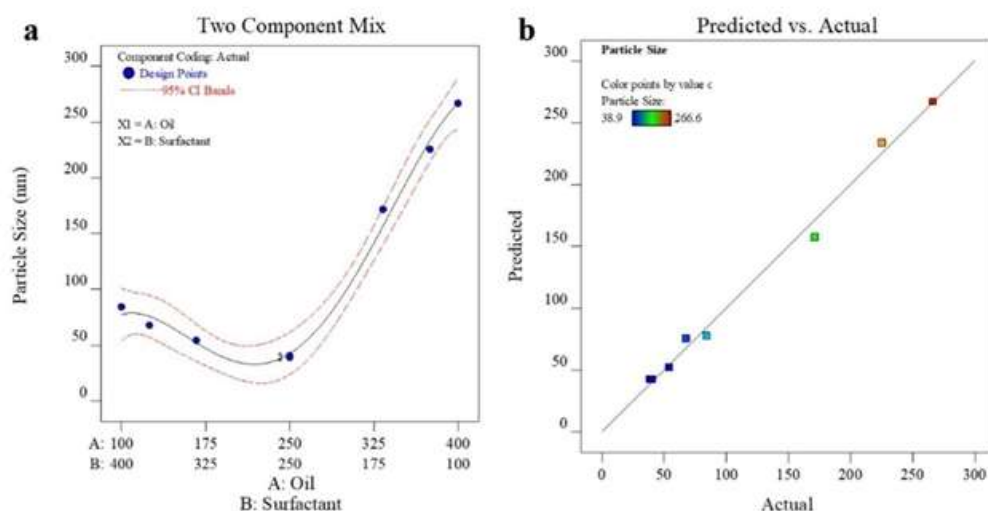 a
Two Component Mix
Component Coding: Actual
Design Points
95% CI Bands
X1 = A: Oil
X2 = B: Surfactant
Particle Size (nm)
300
250
200
150
100
50
0
2
A: 100 175 250 325 400
B: 400 325 250 175 100
A: Oil
B: Surfactant
b
Predicted vs. Actual
Particle Size
Color points by value c
Particle Size:
38.9 266.6
Predicted
300
250
200
150
100
50
0
0 50 100 150 200 250 300
Actual